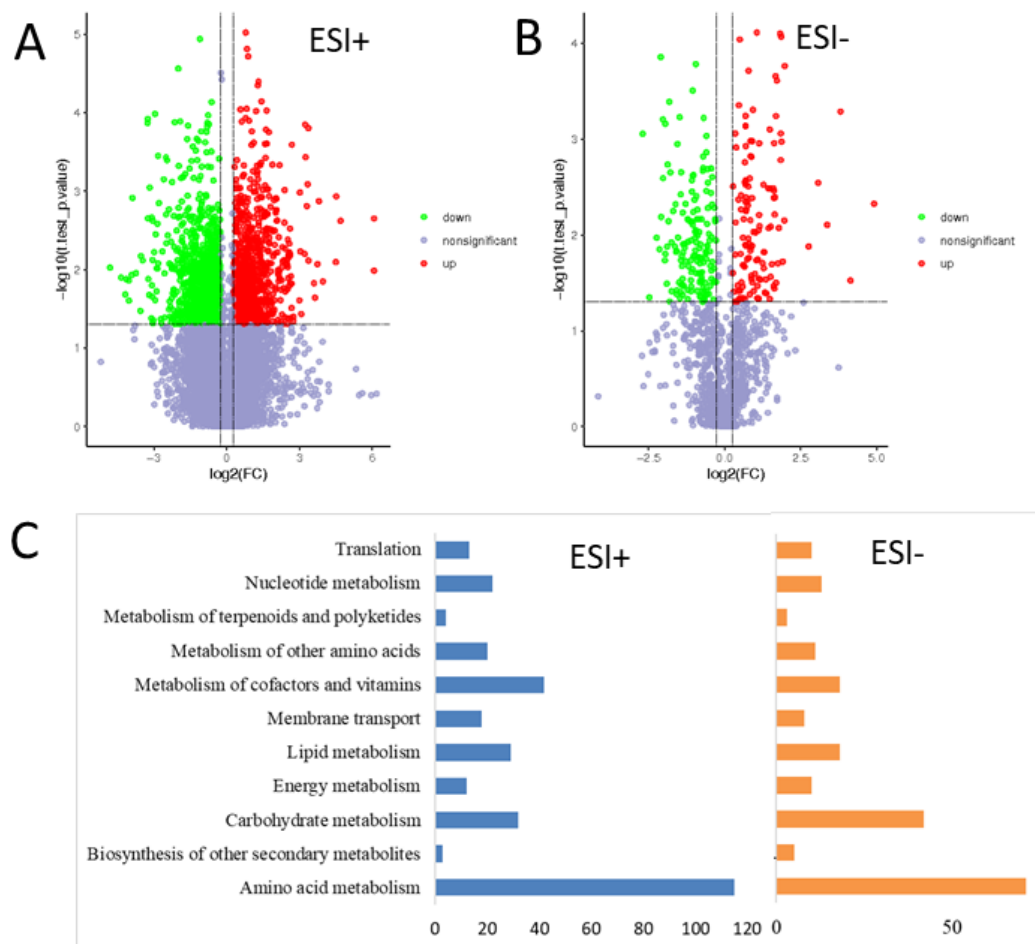 A
ESI+
5
4
3
2
1
0
−log10(t.test_p.value)
−3
0
3
6
log2(FC)
down
nonsignificant
up
B
ESI-
4
3
2
1
0
−log10(t.test_p.value)
−2.5
0.0
2.5
5.0
log2(FC)
down
nonsignificant
up
C
ESI+
ESI-
Translation
Nucleotide metabolism
Metabolism of terpenoids and polyketides
Metabolism of other amino acids
Metabolism of cofactors and vitamins
Membrane transport
Lipid metabolism
Energy metabolism
Carbohydrate metabolism
Biosynthesis of other secondary metabolites
Amino acid metabolism
0 20 40 60 80 100 120
0 50